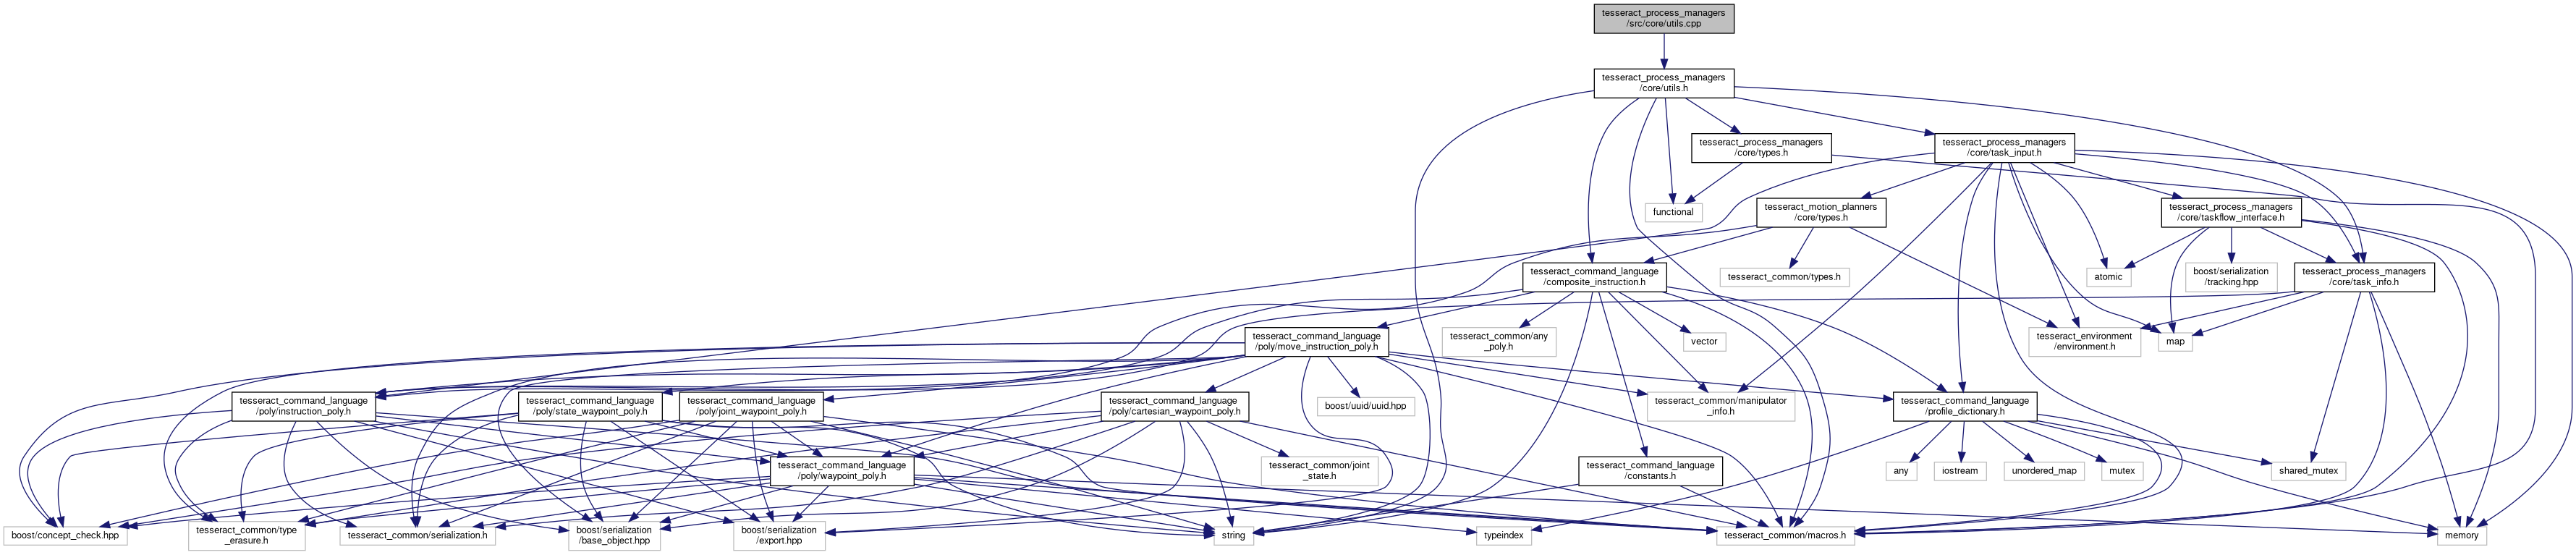 tesseract_process_managers
/src/core/utils.cpp
tesseract_process_managers
/core/utils.h
tesseract_process_managers
/core/types.h
tesseract_process_managers
/core/task_input.h
functional
tesseract_motion_planners
/core/types.h
tesseract_process_managers
/core/taskflow_interface.h
tesseract_command_language
/composite_instruction.h
tesseract_common/types.h
atomic
boost/serialization
/tracking.hpp
tesseract_process_managers
/core/task_info.h
tesseract_command_language
/poly/move_instruction_poly.h
tesseract_common/any
_poly.h
vector
tesseract_environment
/environment.h
map
tesseract_command_language
/poly/instruction_poly.h
tesseract_command_language
/poly/state_waypoint_poly.h
tesseract_command_language
/poly/joint_waypoint_poly.h
tesseract_command_language
/poly/cartesian_waypoint_poly.h
boost/uuid/uuid.hpp
tesseract_common/manipulator
_info.h
tesseract_command_language
/profile_dictionary.h
tesseract_command_language
/poly/waypoint_poly.h
tesseract_common/joint
_state.h
tesseract_command_language
/constants.h
any
iostream
unordered_map
mutex
shared_mutex
boost/concept_check.hpp
tesseract_common/type
_erasure.h
tesseract_common/serialization.h
boost/serialization
/base_object.hpp
boost/serialization
/export.hpp
string
typeindex
tesseract_common/macros.h
memory